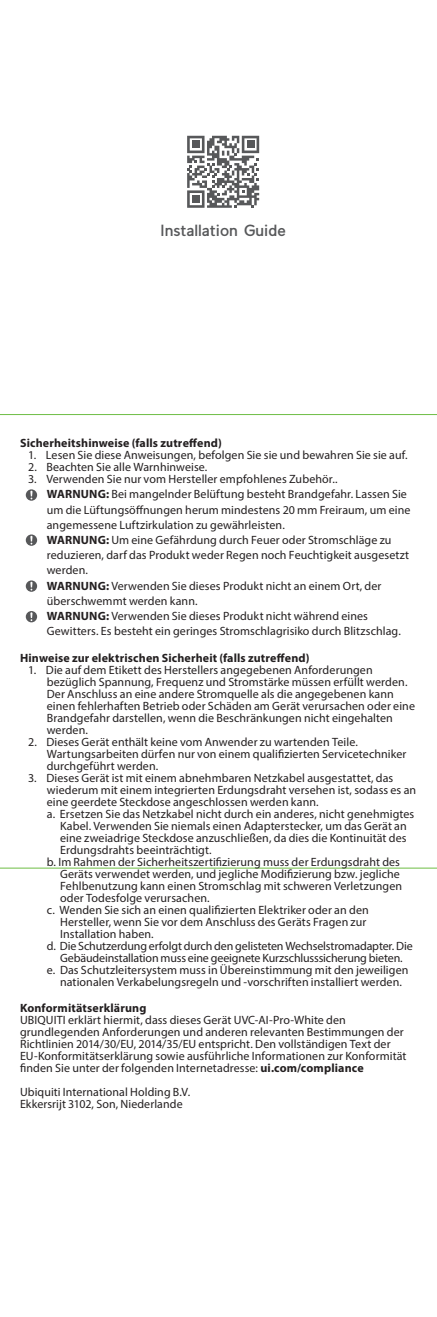 Installation Guide
Sicherheitshinweise (falls zutreffend)
1. Lesen Sie diese Anweisungen, befolgen Sie sie und bewahren Sie sie auf.
2. Beachten Sie alle Warnhinweise.
3. Verwenden Sie nur vom Hersteller empfohlenes Zubehör..
WARNUNG: Bei mangelnder Belüftung besteht Brandgefahr. Lassen Sie
um die Lüftungsöffnungen herum mindestens 20 mm Freiraum, um eine
angemessene Luftzirkulation zu gewährleisten.
WARNUNG: Um eine Gefährdung durch Feuer oder Stromschläge zu
reduzieren, darf das Produkt weder Regen noch Feuchtigkeit ausgesetzt
werden.
WARNUNG: Verwenden Sie dieses Produkt nicht an einem Ort, der
überschwemmt werden kann.
WARNUNG: Verwenden Sie dieses Produkt nicht während eines
Gewitters. Es besteht ein geringes Stromschlagrisiko durch Blitzschlag.
Hinweise zur elektrischen Sicherheit (falls zutreffend)
1. Die auf dem Etikett des Herstellers angegebenen Anforderungen
bezüglich Spannung, Frequenz und Stromstärke müssen erfüllt werden.
Der Anschluss an eine andere Stromquelle als die angegebenen kann
einen fehlerhaften Betrieb oder Schäden am Gerät verursachen oder eine
Brandgefahr darstellen, wenn die Beschränkungen nicht eingehalten
werden.
2. Dieses Gerät enthält keine vom Anwender zu wartenden Teile.
Wartungsarbeiten dürfen nur von einem qualifizierten Servicetechniker
durchgeführt werden.
3. Dieses Gerät ist mit einem abnehmbaren Netzkabel ausgestattet, das
wiederum mit einem integrierten Erdungsdraht versehen ist, sodass es an
eine geerdete Steckdose angeschlossen werden kann.
a. Ersetzen Sie das Netzkabel nicht durch ein anderes, nicht genehmigtes
Kabel. Verwenden Sie niemals einen Adapterstecker, um das Gerät an
eine zweiadrige Steckdose anzuschließen, da dies die Kontinuität des
Erdungsdrahts beeinträchtigt.
b. Im Rahmen der Sicherheitszertifizierung muss der Erdungsdraht des
Geräts verwendet werden, und jegliche Modifizierung bzw. jegliche
Fehlbenutzung kann einen Stromschlag mit schweren Verletzungen
oder Todesfolge verursachen.
c. Wenden Sie sich an einen qualifizierten Elektriker oder an den
Hersteller, wenn Sie vor dem Anschluss des Geräts Fragen zur
Installation haben.
d. Die Schutzerdung erfolgt durch den gelisteten Wechselstromadapter. Die
Gebäudeinstallation muss eine geeignete Kurzschlusssicherung bieten.
e. Das Schutzleitersystem muss in Übereinstimmung mit den jeweiligen
nationalen Verkabelungsregeln und -vorschriften installiert werden.
Konformitätserklärung
UBIQUITI erklärt hiermit, dass dieses Gerät UVC-AI-Pro-White den
grundlegenden Anforderungen und anderen relevanten Bestimmungen der
Richtlinien 2014/30/EU, 2014/35/EU entspricht. Den vollständigen Text der
EU-Konformitätserklärung sowie ausführliche Informationen zur Konformität
finden Sie unter der folgenden Internetadresse: ui.com/compliance
Ubiquiti International Holding B.V.
Ekkersrijt 3102, Son, Niederlande